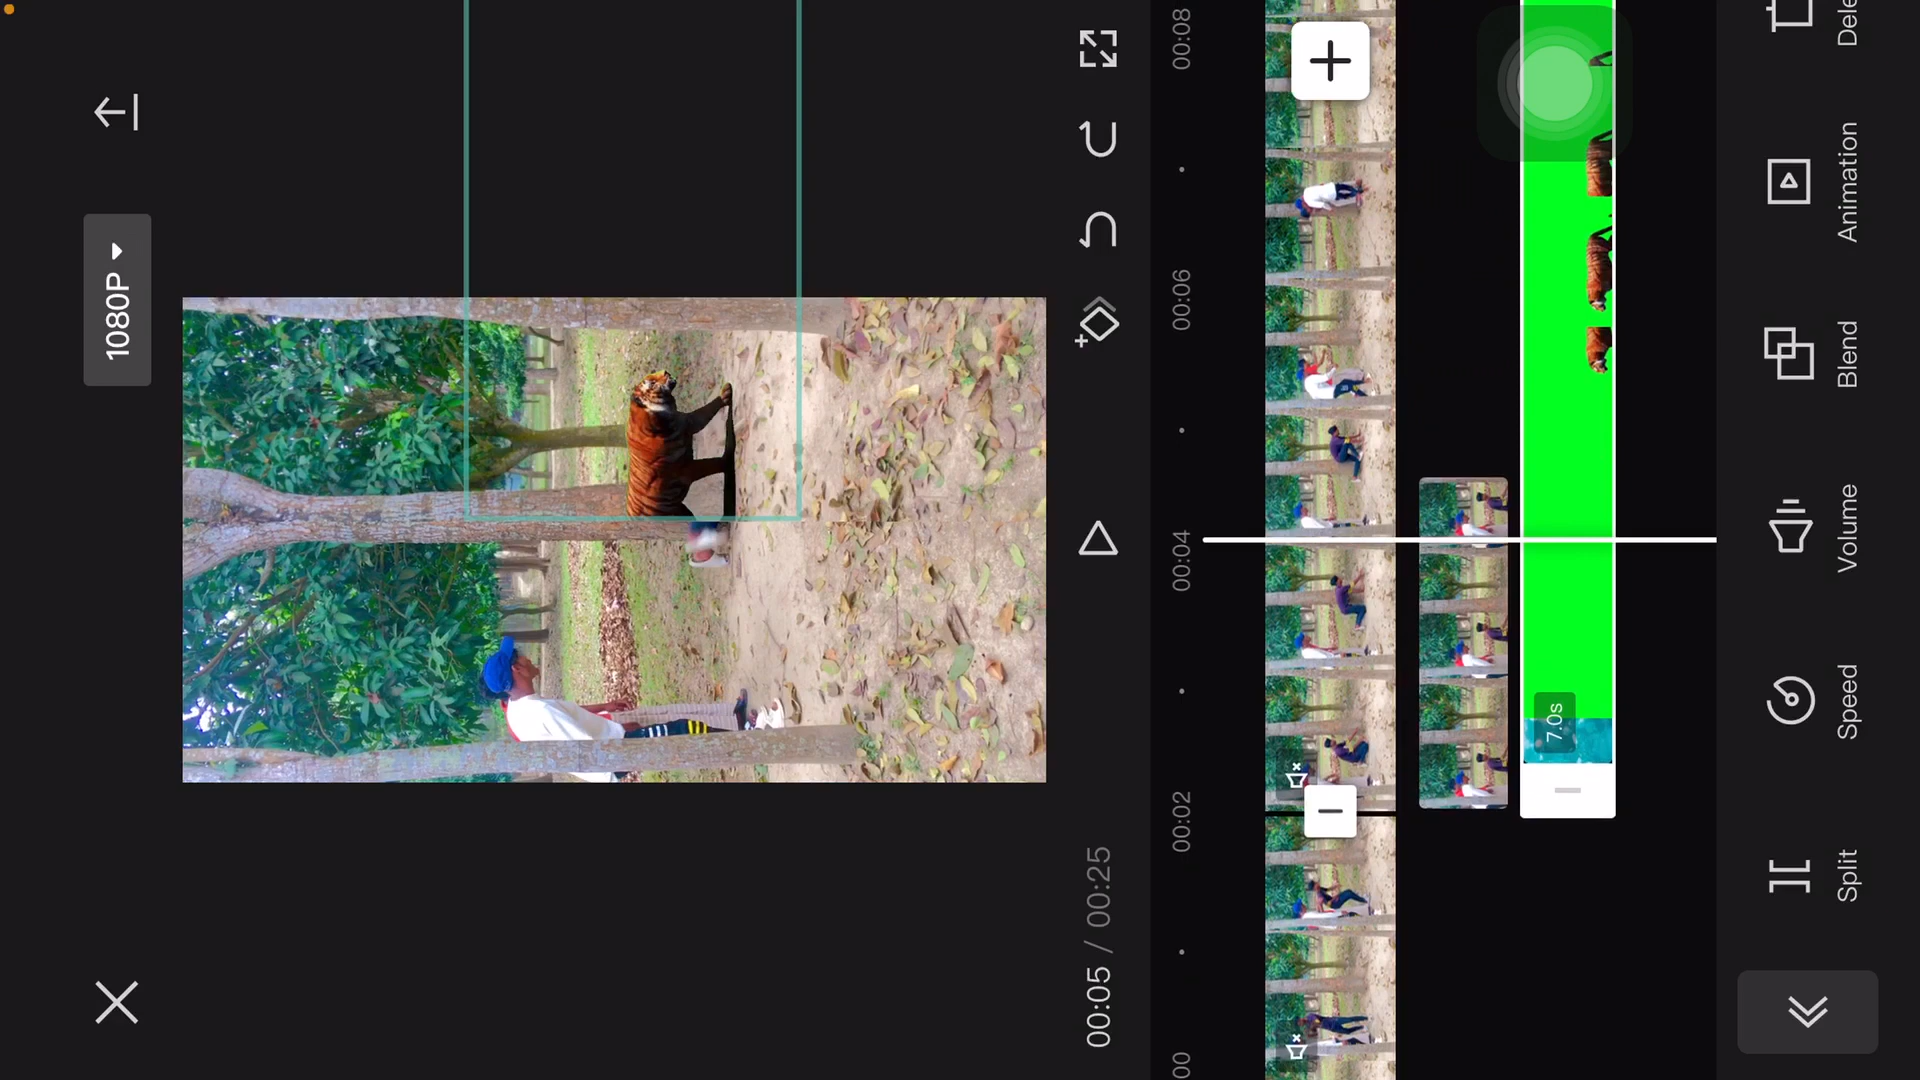 1080P
00:05 / 00:25
00
00:02
00:04
00:06
00:08
7.0s
Split
Speed
Volume
Blend
Animation
Dele